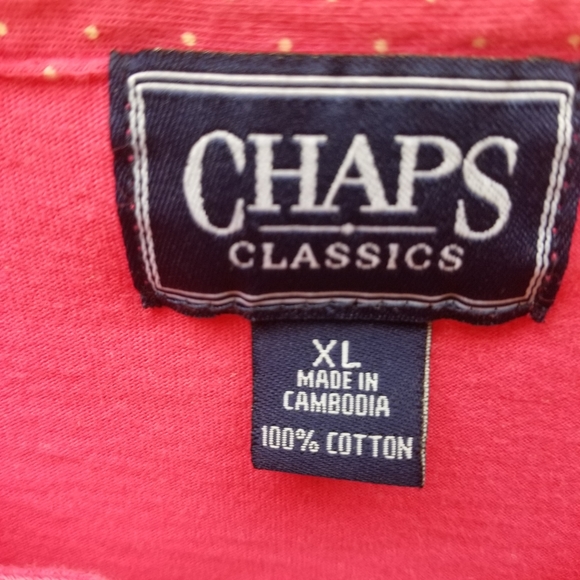 CHAPS
CLASSICS
XL
MADE IN
CAMBODIA
100% COTTON